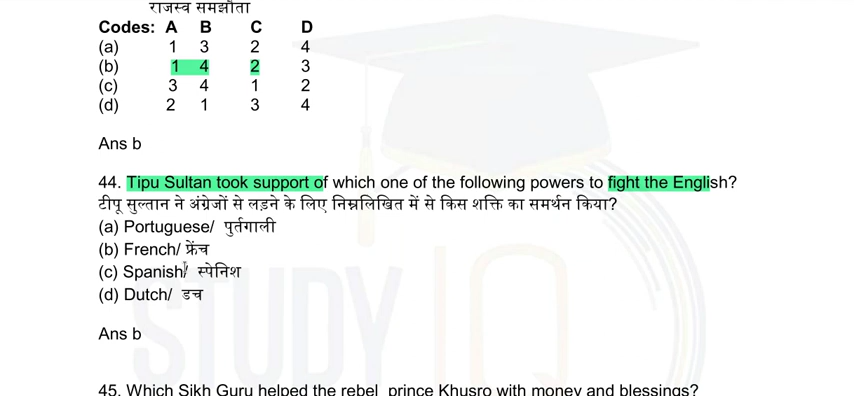 राजस्व समझौता
Codes: A B C D
(a) 1 3 2 4
(b) 1 4 2 3
(c) 3 4 1 2
(d) 2 1 3 4
Ans b
44. Tipu Sultan took support of which one of the following powers to fight the English?
टीपू सुल्तान ने अंग्रेजों से लड़ने के लिए निम्नलिखित में से किस शक्ति का समर्थन किया?
(a) Portuguese/ पुर्तगाली
(b) French/ फ्रेंच
(c) Spanish/ स्पेनिश
(d) Dutch/ डच
Ans b
STUDY IQ
45. Which Sikh Guru helped the rebel prince Khusro with money and blessings?